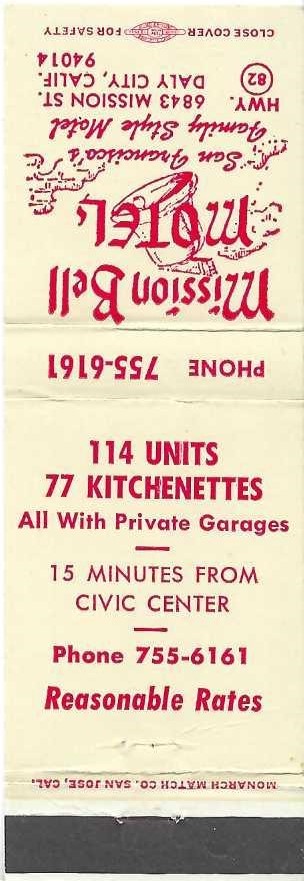 Mission Bell
MOTEL
San Francisco's
Family Style Motel
HWY. 82
6843 MISSION ST.
DALY CITY, CALIF.
94014
CLOSE COVER FOR SAFETY
PHONE 755-6161
114 UNITS
77 KITCHENETTES
All With Private Garages
15 MINUTES FROM
CIVIC CENTER
Phone 755-6161
Reasonable Rates
MONARCH MATCH CO. SAN JOSE, CAL.